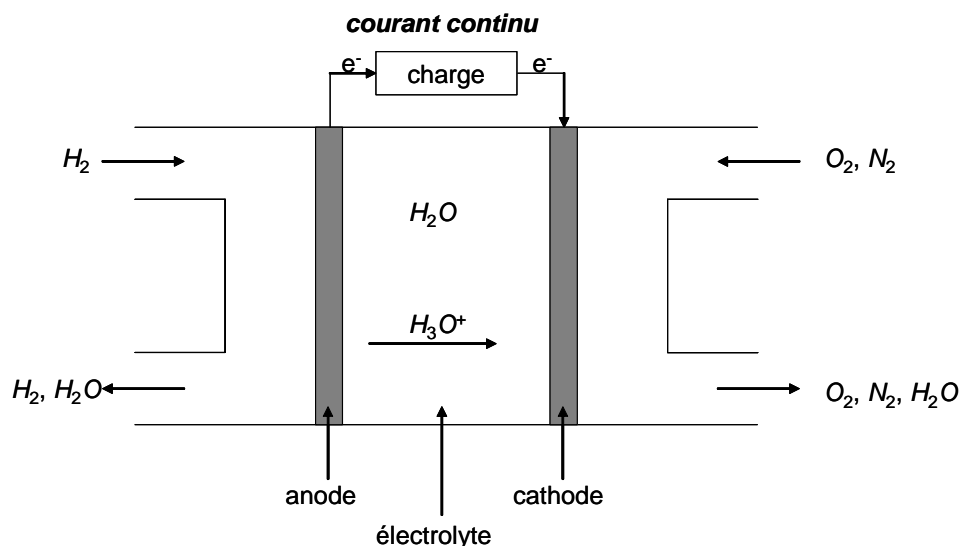 courant continu
e⁻ charge e⁻
H₂ O₂, N₂
H₂O
H₃O⁺
H₂, H₂O O₂, N₂, H₂O
anode cathode
électrolyte